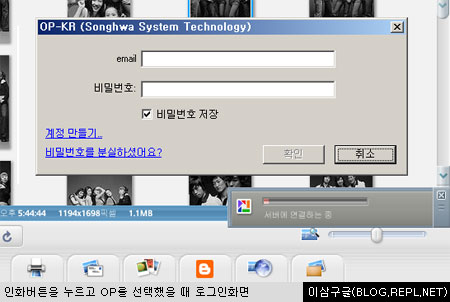 OP-KR (Songhwa System Technology)
email
비밀번호:
비밀번호 저장
계정 만들기..
비밀번호를 분실하셨어요?
확인
취소
오후 5:44:44 1194x1698픽셀 1.1MB
서버에 연결하는 중
인화버튼을 누르고 OP를 선택했을 때 로그인화면
이삼구글(BLOG.REPL.NET)